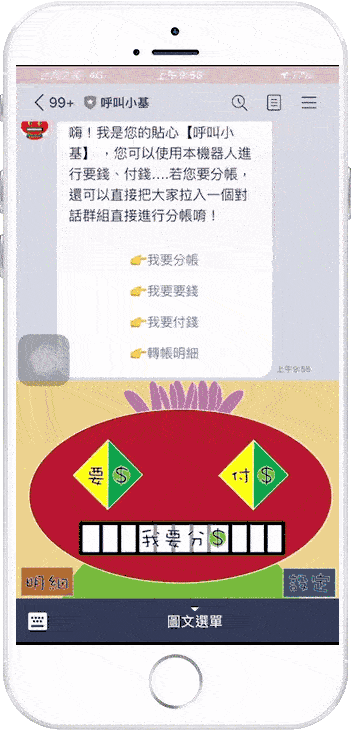 4G 上午9:56
99+ 呼叫小基
嗨！我是您的貼心【呼叫小
基】，您可以使用本機器人進
行要錢、付錢....若您要分帳，
還可以直接把大家拉入一個對
話群組直接進行分帳唷！
👉我要分帳
👉我要要錢
👉我要付錢
👉轉帳明細
上午9:56
要$
付$
我要分$
明細
設定
圖文選單